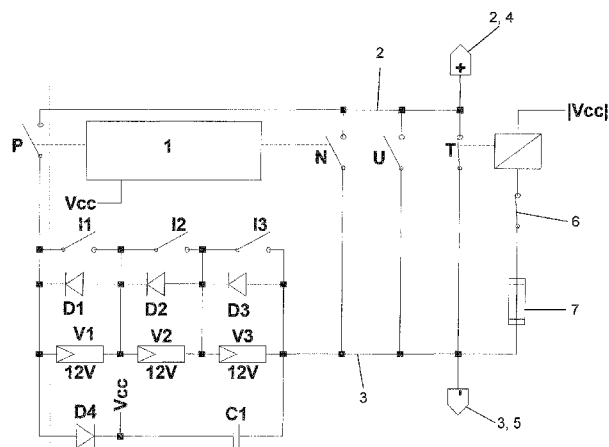 2, 4
2
+
|Vcc|
P
1
N
U
T
Vcc
I1
I2
I3
6
D1
D2
D3
7
V1
V2
V3
12V
12V
12V
3
Vcc
D4
C1
-
3, 5